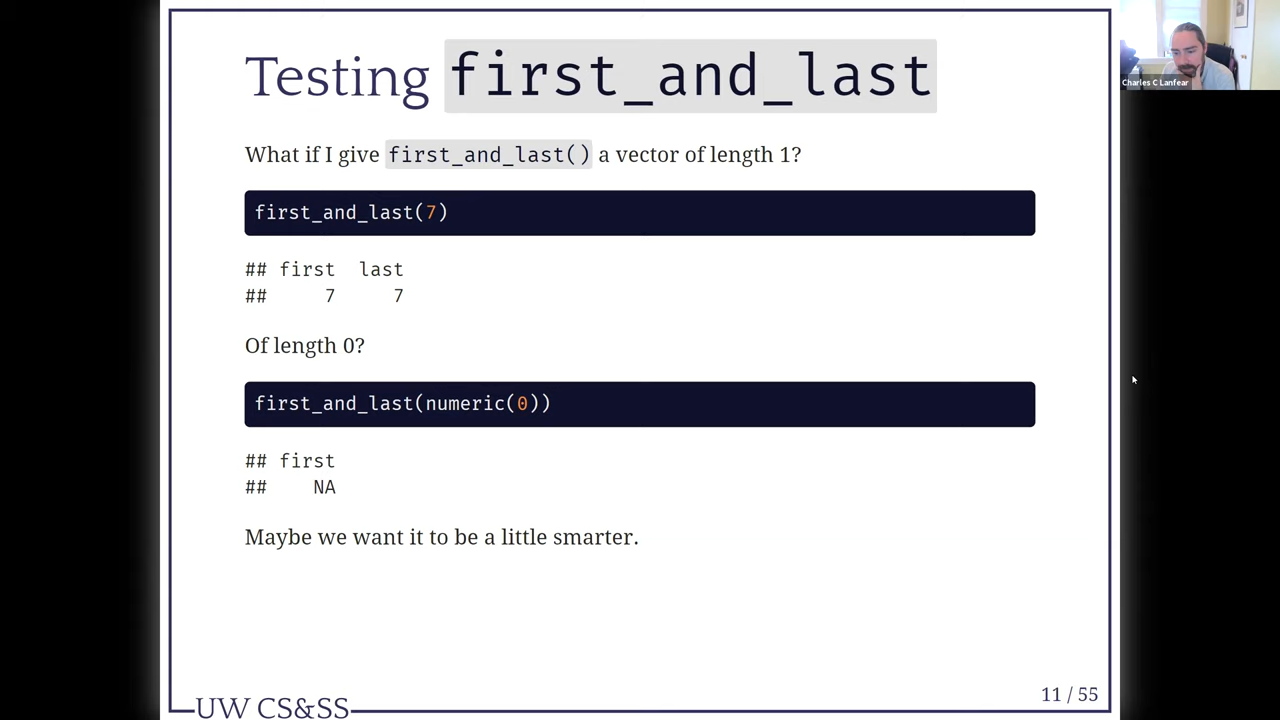 Testing first_and_last
Charles C Lanfear
What if I give first_and_last() a vector of length 1?
first_and_last(7)
## first  last
##     7     7
Of length 0?
first_and_last(numeric(0))
## first
##    NA
Maybe we want it to be a little smarter.
11 / 55
UW CS&SS